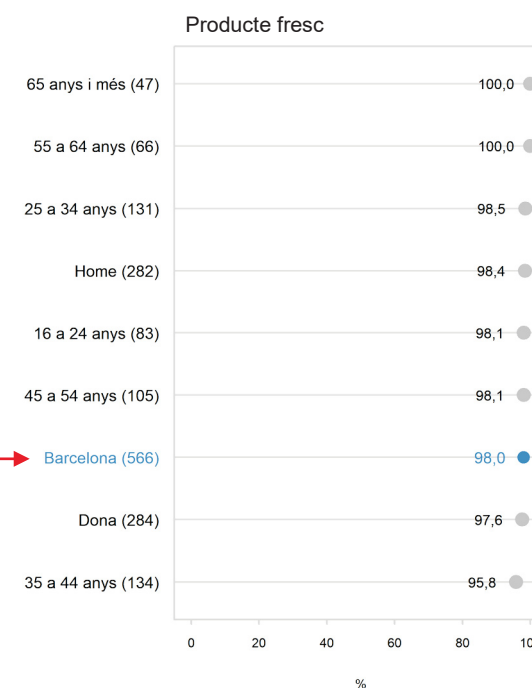 Producte fresc
65 anys i més (47) 100,0
55 a 64 anys (66) 100,0
25 a 34 anys (131) 98,5
Home (282) 98,4
16 a 24 anys (83) 98,1
45 a 54 anys (105) 98,1
Barcelona (566) 98,0
Dona (284) 97,6
35 a 44 anys (134) 95,8
0 20 40 60 80
%